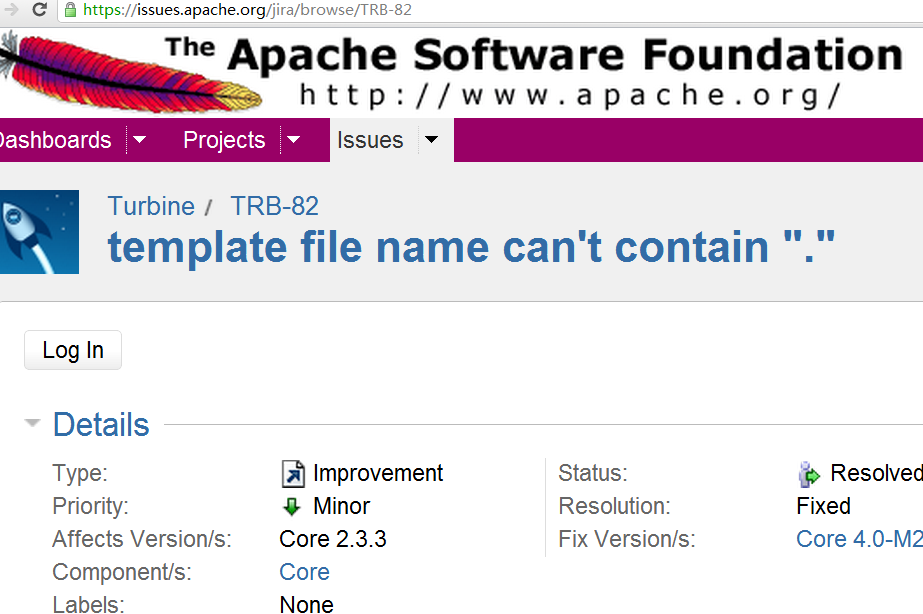 https://issues.apache.org/jira/browse/TRB-82
The Apache Software Foundation
http://www.apache.org/
Dashboards Projects Issues
Turbine / TRB-82
template file name can't contain "."
Log In
Details
Type: Improvement Status: Resolved
Priority: Minor Resolution: Fixed
Affects Version/s: Core 2.3.3 Fix Version/s: Core 4.0-M2
Component/s: Core
Labels: None